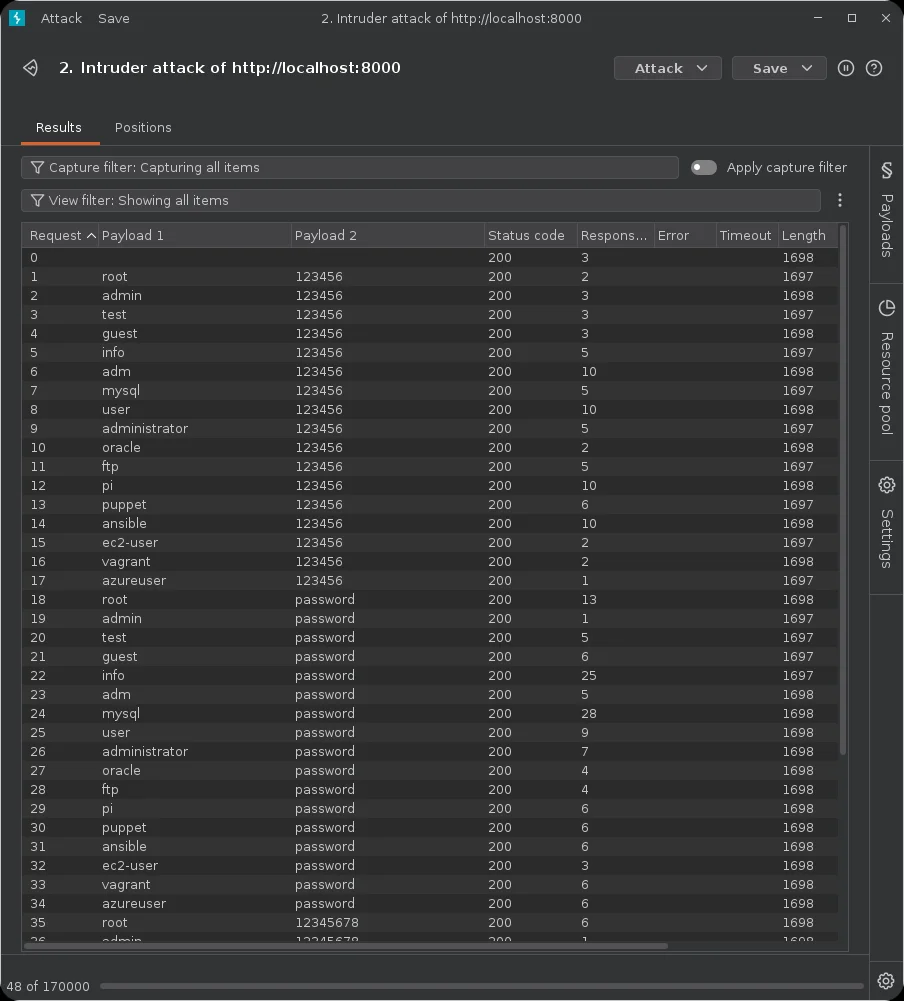 Attack Save 2. Intruder attack of http://localhost:8000
2. Intruder attack of http://localhost:8000 Attack Save
Results Positions
Capture filter: Capturing all items Apply capture filter
View filter: Showing all items
Request Payload 1 Payload 2 Status code Respons... Error Timeout Length
0 200 3 1698
1 root 123456 200 2 1697
2 admin 123456 200 3 1698
3 test 123456 200 3 1697
4 guest 123456 200 3 1698
5 info 123456 200 5 1697
6 adm 123456 200 10 1698
7 mysql 123456 200 5 1697
8 user 123456 200 10 1698
9 administrator 123456 200 5 1697
10 oracle 123456 200 2 1698
11 ftp 123456 200 5 1697
12 pi 123456 200 10 1698
13 puppet 123456 200 6 1697
14 ansible 123456 200 10 1698
15 ec2-user 123456 200 2 1697
16 vagrant 123456 200 2 1698
17 azureuser 123456 200 1 1697
18 root password 200 13 1698
19 admin password 200 1 1697
20 test password 200 5 1697
21 guest password 200 6 1697
22 info password 200 25 1697
23 adm password 200 5 1698
24 mysql password 200 28 1698
25 user password 200 9 1698
26 administrator password 200 7 1698
27 oracle password 200 4 1698
28 ftp password 200 4 1698
29 pi password 200 6 1698
30 puppet password 200 6 1698
31 ansible password 200 6 1698
32 ec2-user password 200 3 1698
33 vagrant password 200 6 1698
34 azureuser password 200 6 1698
35 root 12345678 200 6 1698
36 admin 12345678 200 1 1698
48 of 170000
Payloads
Resource pool
Settings